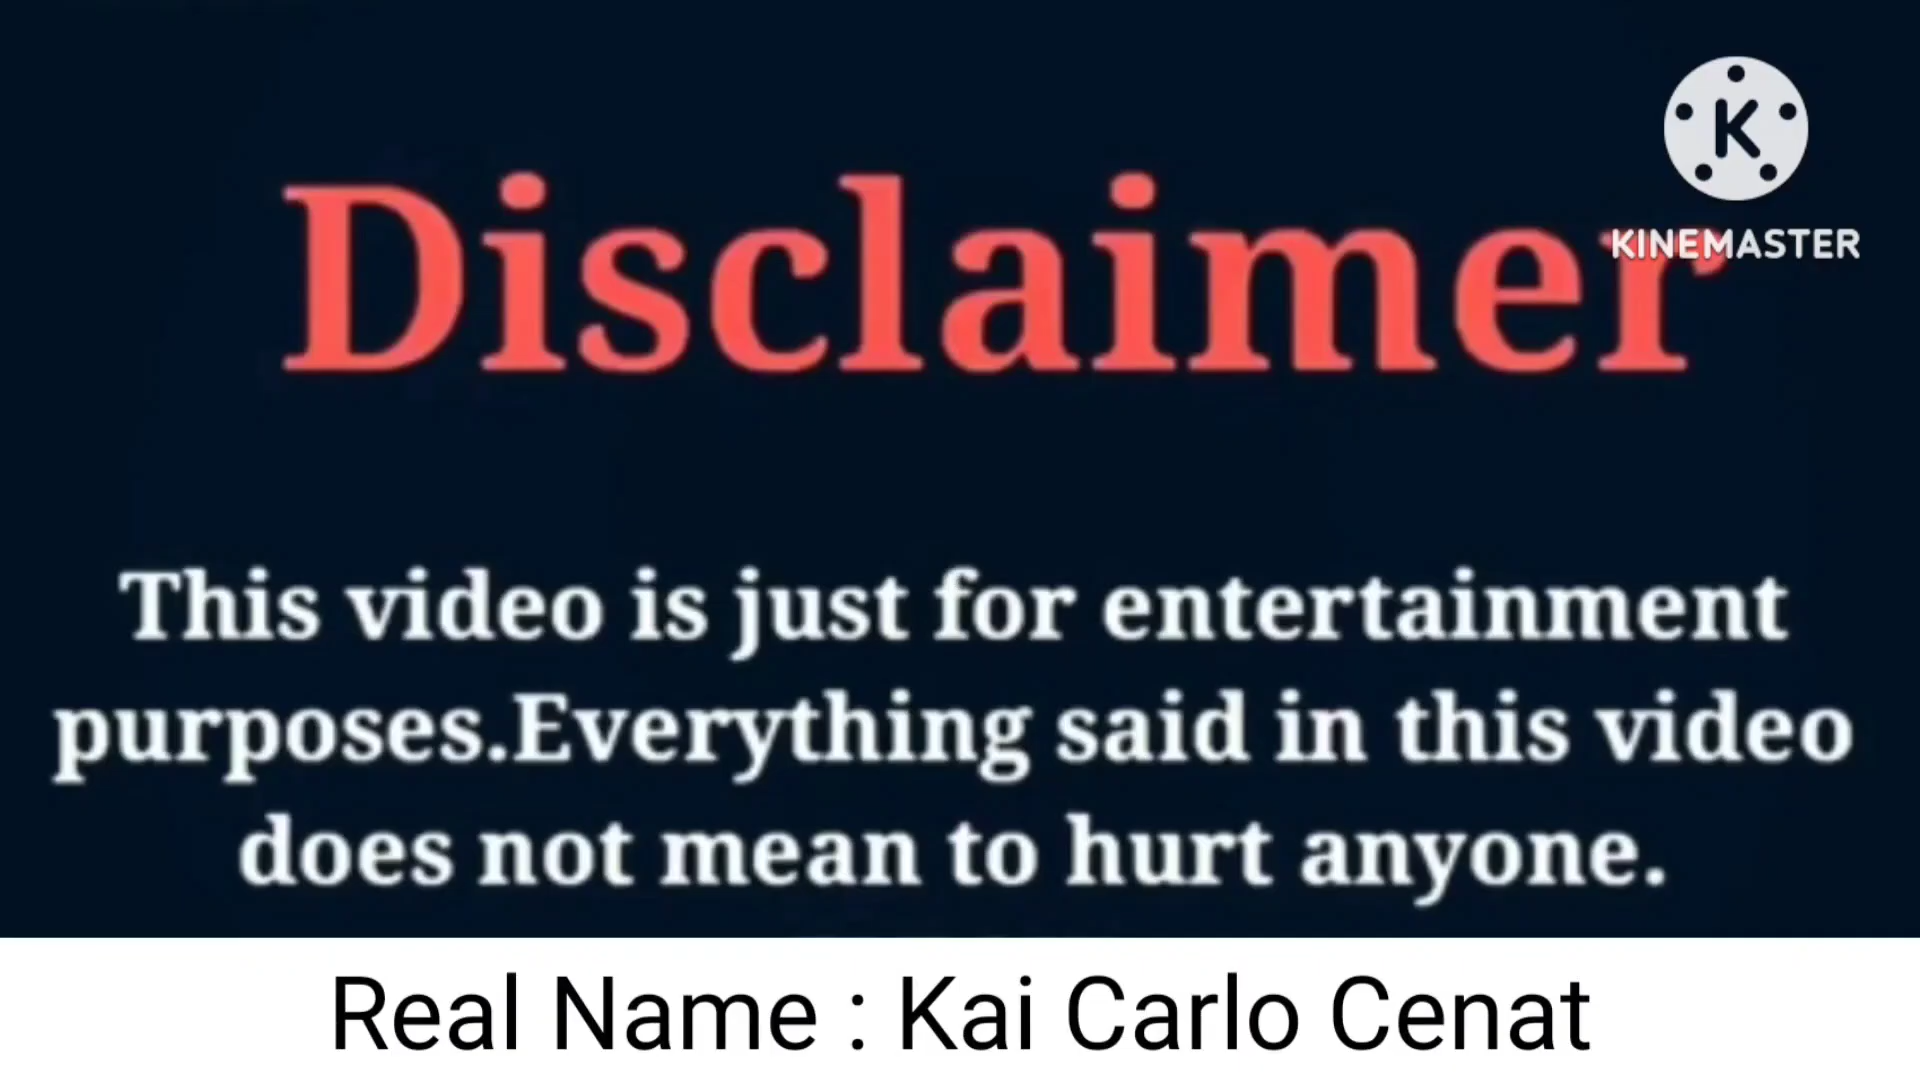 K
KINEMASTER
Disclaimer
This video is just for entertainment
purposes.Everything said in this video
does not mean to hurt anyone.
Real Name : Kai Carlo Cenat